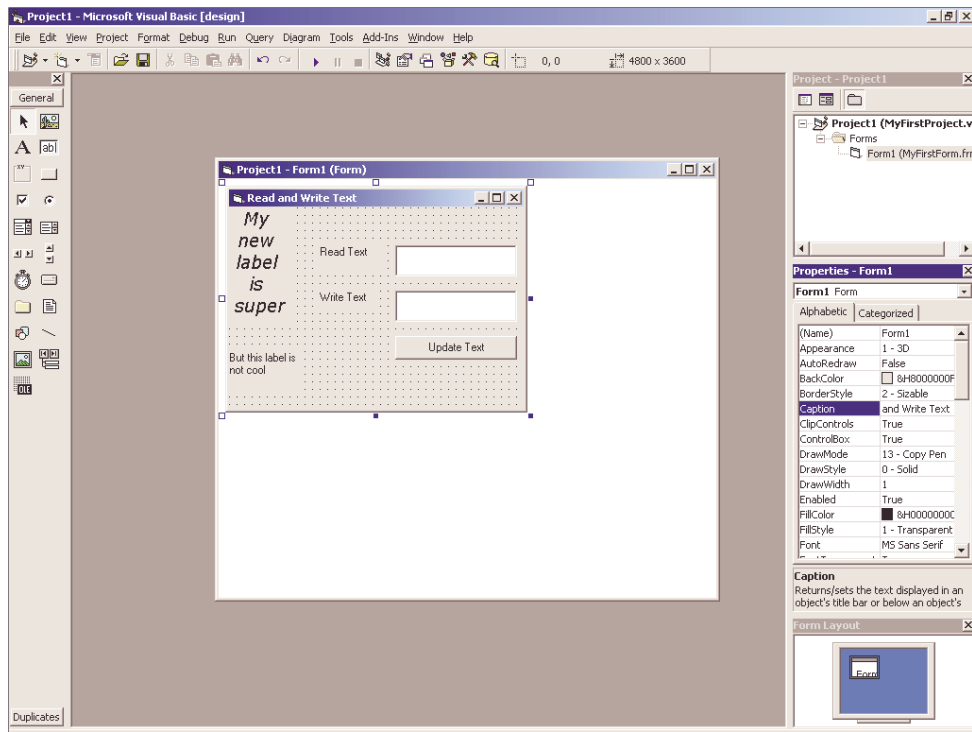 Project1 - Microsoft Visual Basic [design]
File Edit View Project Format Debug Run Query Diagram Tools Add-Ins Window Help
0, 0 4800 x 3600
General
A ab
XY
OLE
Duplicates
Project1 - Form1 (Form)
Read and Write Text
My
new
label
is
super
Read Text
Write Text
Update Text
But this label is
not cool
Project - Project1
Project1 (MyFirstProject.v
Forms
Form1 (MyFirstForm.frm
Properties - Form1
Form1 Form
Alphabetic Categorized
(Name) Form1
Appearance 1 - 3D
AutoRedraw False
BackColor &H8000000F
BorderStyle 2 - Sizable
Caption and Write Text
ClipControls True
ControlBox True
DrawMode 13 - Copy Pen
DrawStyle 0 - Solid
DrawWidth 1
Enabled True
FillColor &H0000000C
FillStyle 1 - Transparent
Font MS Sans Serif
Caption
Returns/sets the text displayed in an
object's title bar or below an object's
Form Layout
Form